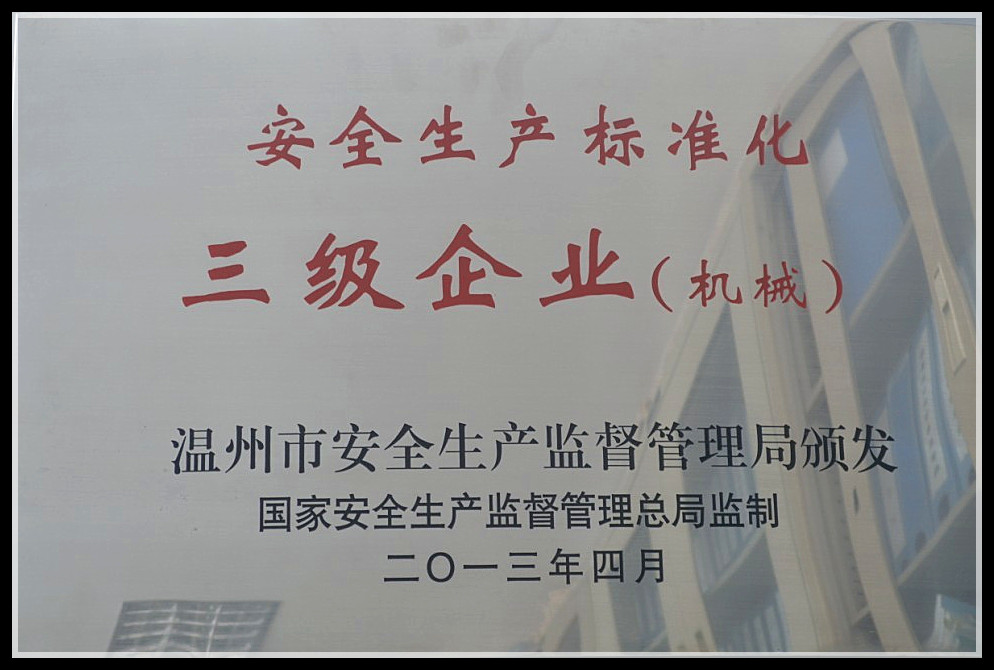 安全生产标准化
三级企业(机械)
温州市安全生产监督管理局颁发
国家安全生产监督管理总局监制
二〇一三年四月